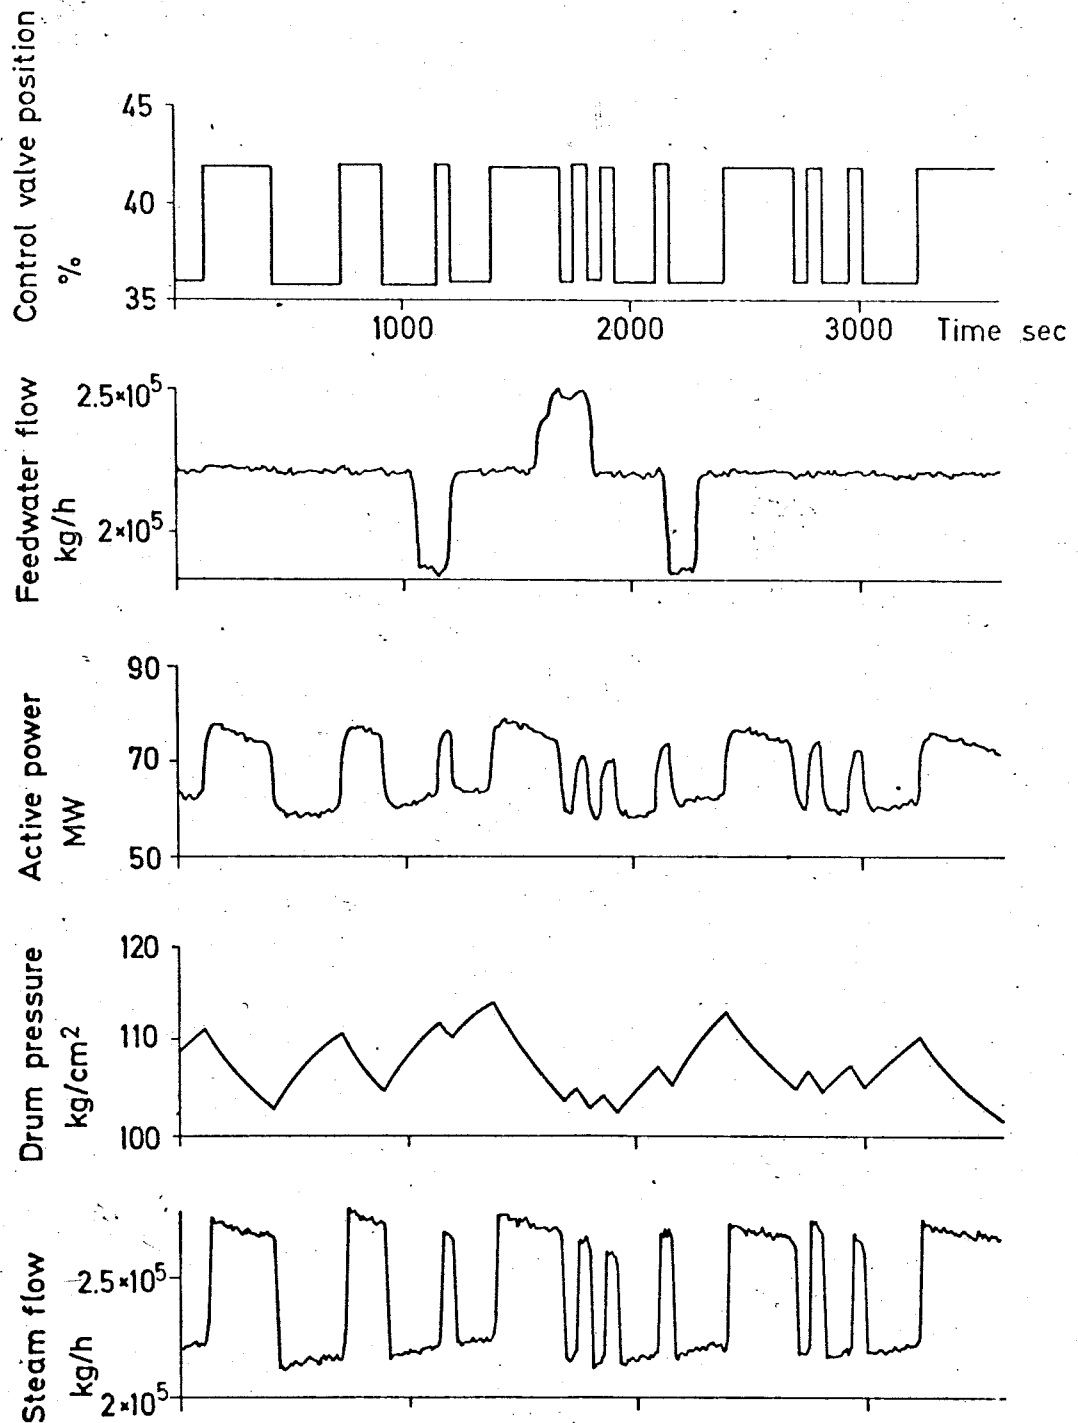 Control valve position
%
45
40
35
1000 2000 3000 Time sec
Feedwater flow
kg/h
2.5×10⁵
2×10⁵
Active power
MW
90
70
50
Drum pressure
kg/cm²
120
110
100
Steam flow
kg/h
2.5×10⁵
2×10⁵